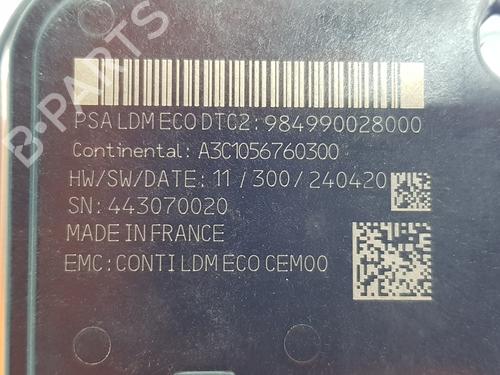 B-PARTS
PSA LDM ECO DTC2: 984990028000
Continental: A3C1056760300
HW/SW/DATE: 11/300/240420
SN: 443070020
MADE IN FRANCE
EMC: CONTI LDM ECO CEM00